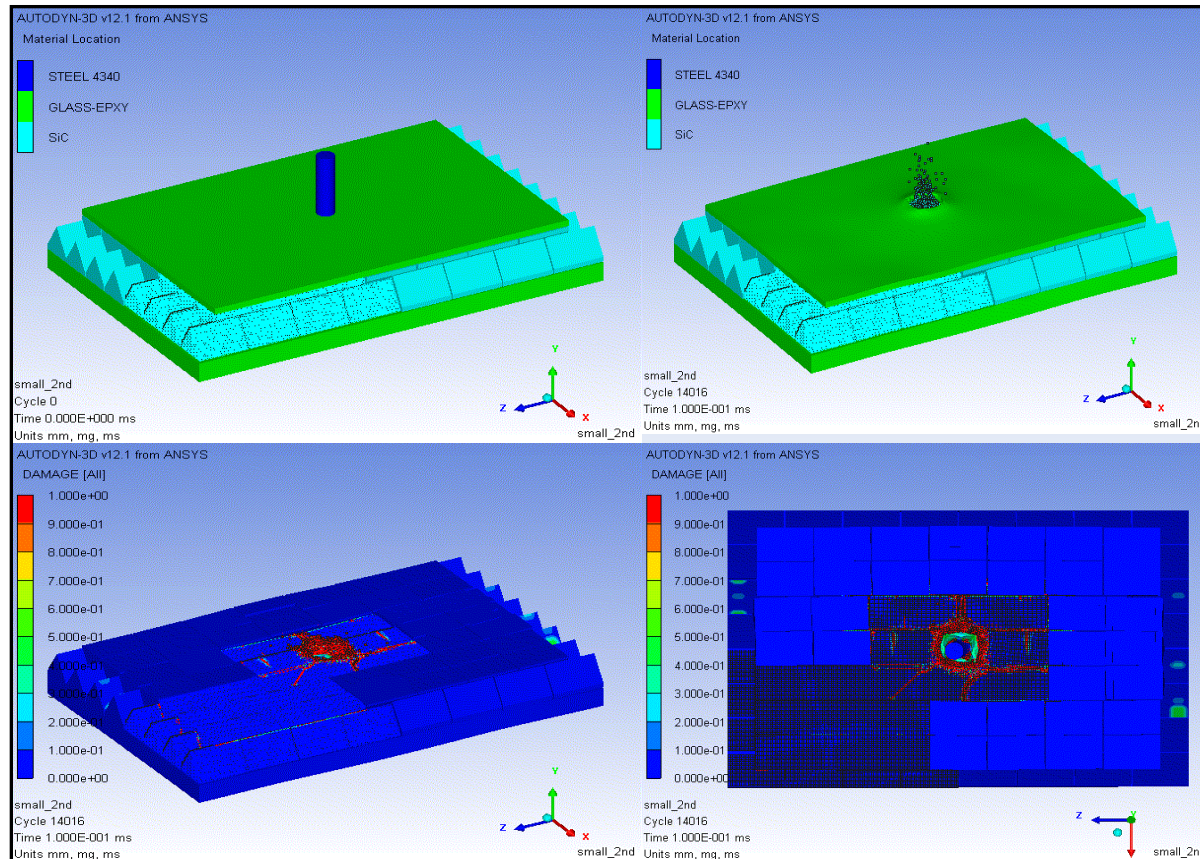 AUTODYN-3D v12.1 from ANSYS
Material Location
STEEL 4340
GLASS-EPXY
SiC
Y
Z
X
small_2nd
Cycle 0
Time 0.000E+000 ms
Units mm, mg, ms
small_2nd
AUTODYN-3D v12.1 from ANSYS
Material Location
STEEL 4340
GLASS-EPXY
SiC
Y
Z
X
small_2nd
Cycle 14016
Time 1.000E-001 ms
Units mm, mg, ms
small_2nd
AUTODYN-3D v12.1 from ANSYS
DAMAGE [All]
1.000e+00
9.000e-01
8.000e-01
7.000e-01
6.000e-01
5.000e-01
4.000e-01
3.000e-01
2.000e-01
1.000e-01
0.000e+00
Y
Z
X
small_2nd
Cycle 14016
Time 1.000E-001 ms
Units mm, mg, ms
small_2nd
AUTODYN-3D v12.1 from ANSYS
DAMAGE [All]
1.000e+00
9.000e-01
8.000e-01
7.000e-01
6.000e-01
5.000e-01
4.000e-01
3.000e-01
2.000e-01
1.000e-01
0.000e+00
Z
Y
small_2nd
Cycle 14016
Time 1.000E-001 ms
Units mm, mg, ms
small_2nd